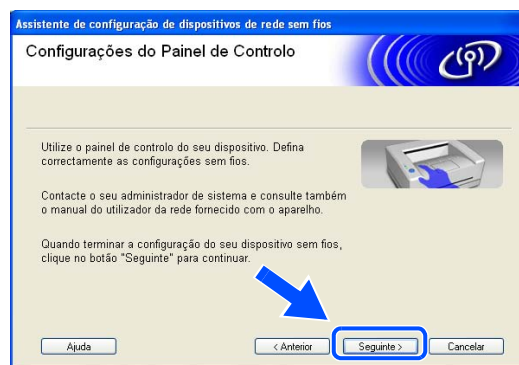 Assistente de configuração de dispositivos de rede sem fios
Configurações do Painel de Controlo
Utilize o painel de controlo do seu dispositivo. Defina
correctamente as configurações sem fios.
Contacte o seu administrador de sistema e consulte também
o manual do utilizador da rede fornecido com o aparelho.
Quando terminar a configuração do seu dispositivo sem fios,
clique no botão "Seguinte" para continuar.
Ajuda
< Anterior
Seguinte >
Cancelar